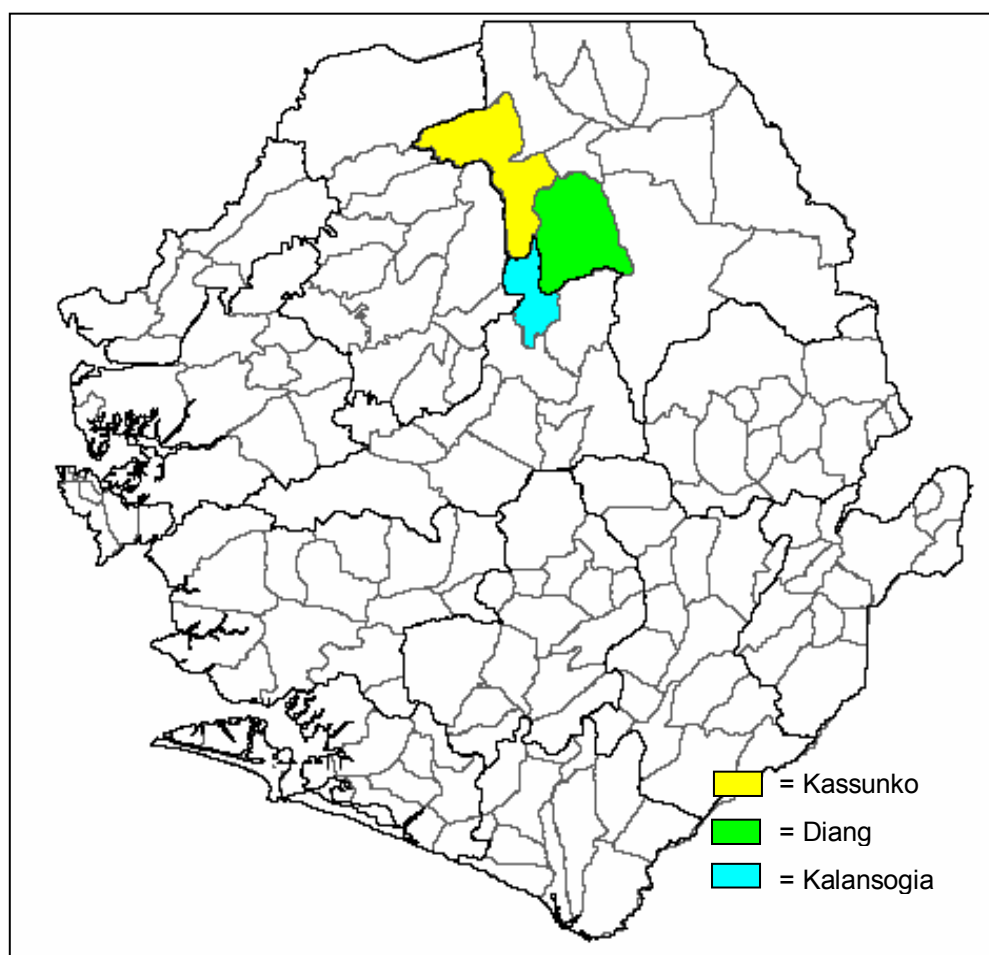 = Kassunko
= Diang
= Kalansogia